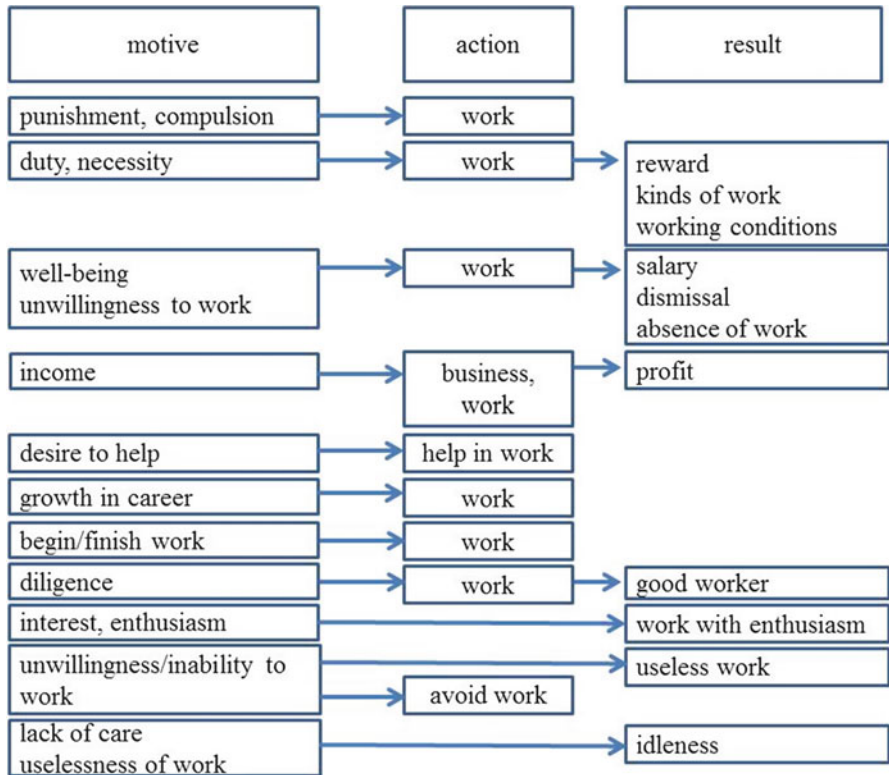 motive
action
result
punishment, compulsion
work
duty, necessity
work
reward
kinds of work
working conditions
well-being
unwillingness to work
work
salary
dismissal
absence of work
income
business,
work
profit
desire to help
help in work
growth in career
work
begin/finish work
work
diligence
work
good worker
interest, enthusiasm
work with enthusiasm
unwillingness/inability to
work
useless work
avoid work
lack of care
uselessness of work
idleness